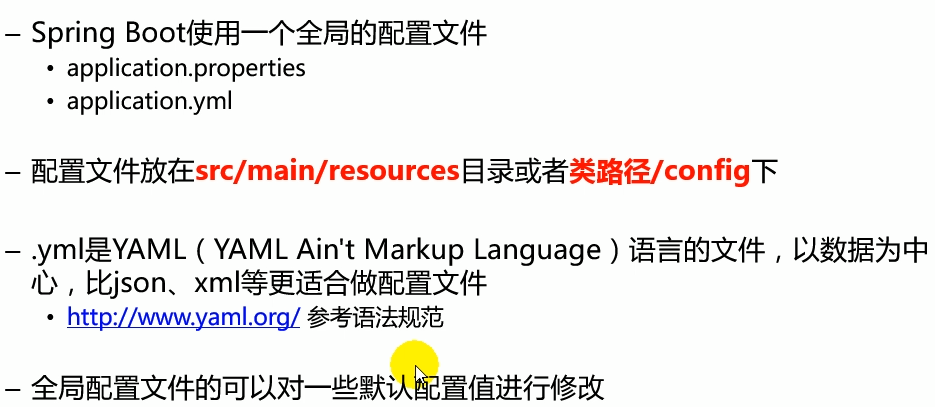 – Spring Boot使用一个全局的配置文件
• application.properties
• application.yml
– 配置文件放在src/main/resources目录或者类路径/config下
– .yml是YAML（YAML Ain't Markup Language）语言的文件，以数据为中
心，比json、xml等更适合做配置文件
• http://www.yaml.org/ 参考语法规范
– 全局配置文件的可以对一些默认配置值进行修改